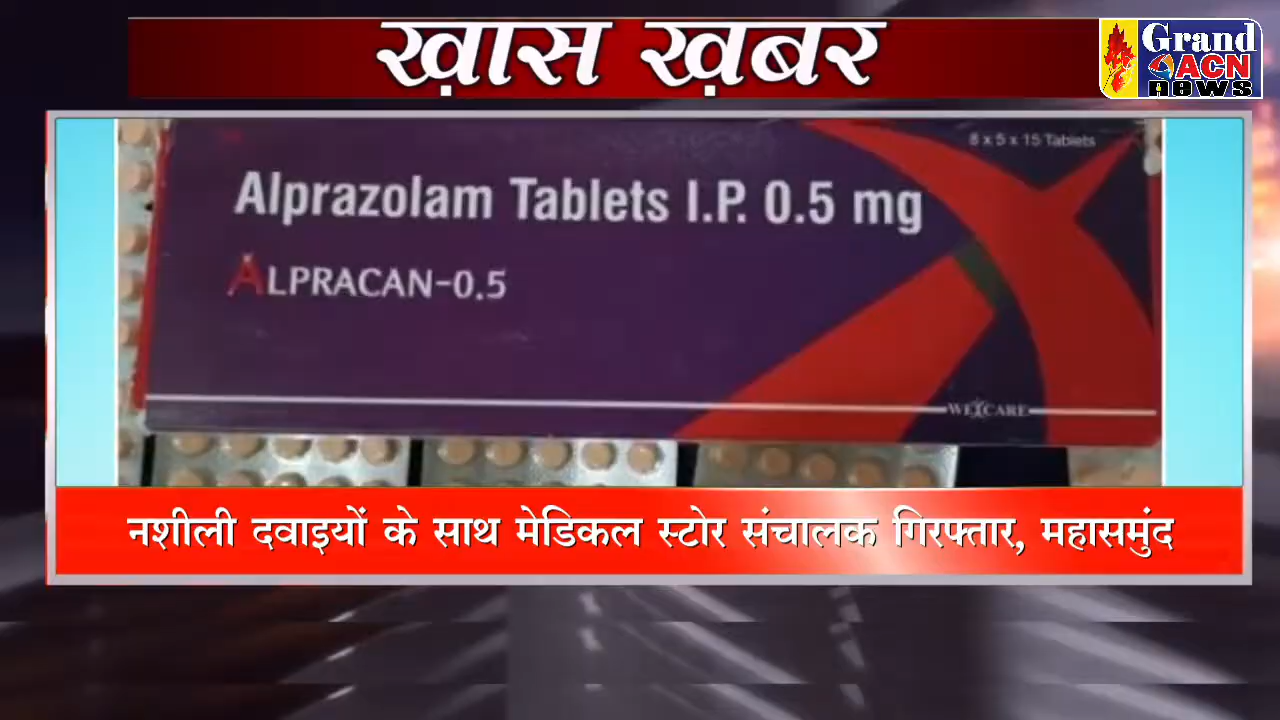 ख़ास ख़बर
Grand
ACN
news
8 x 5 x 15 Tablets
Alprazolam Tablets I.P. 0.5 mg
ALPRACAN-0.5
WEXCARE
नशीली दवाइयों के साथ मेडिकल स्टोर संचालक गिरफ्तार, महासमुंद